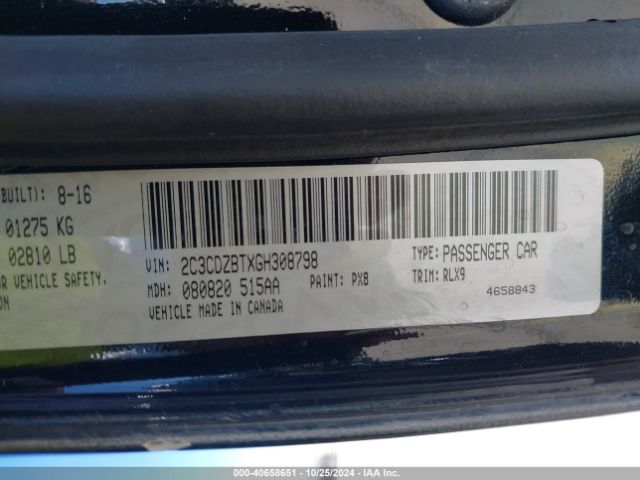 BUILT): 8-16
01275 KG
02810 LB
OR VEHICLE SAFETY,
ON
VIN: 2C3CDZBTXGH308798
TYPE: PASSENGER CAR
MDH: 080820 515AA
PAINT: PX8
TRIM: RLX9
VEHICLE MADE IN CANADA
4658843
000-40658651 | 10/25/2024 | IAA Inc.